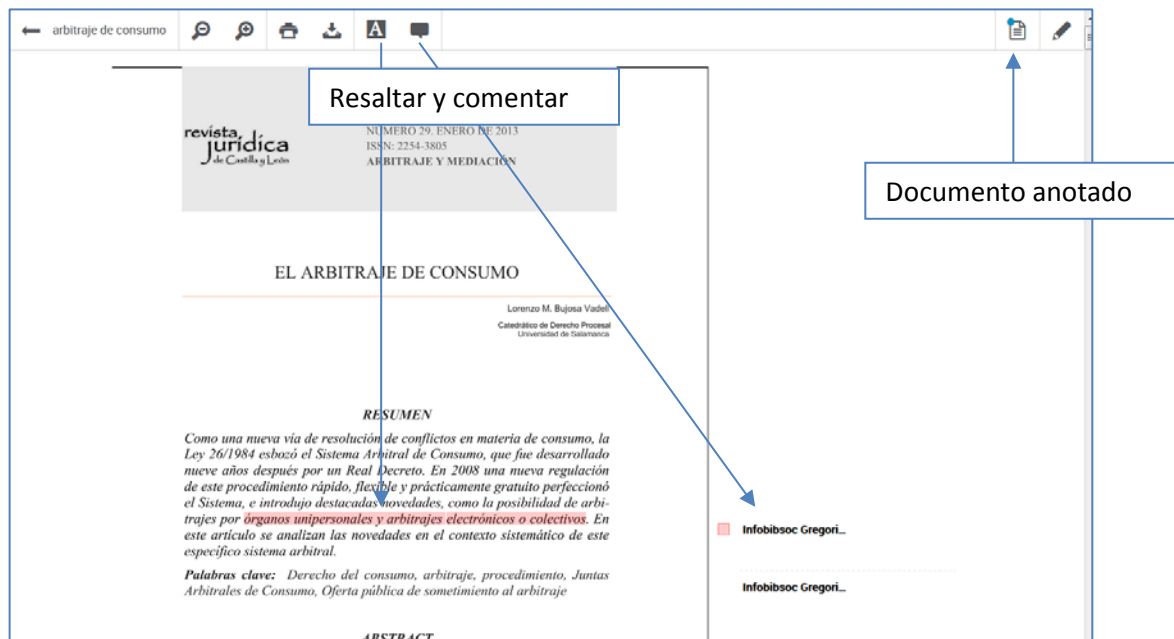 arbitraje de consumo
A
Resaltar y comentar
Documento anotado
revista
jurídica
de Castilla y León
NÚMERO 29. ENERO DE 2013
ISSN: 2254-3805
ARBITRAJE Y MEDIACIÓN
EL ARBITRAJE DE CONSUMO
Lorenzo M. Bujosa Vadell
Catedrático de Derecho Procesal
Universidad de Salamanca
RESUMEN
Como una nueva vía de resolución de conflictos en materia de consumo, la
Ley 26/1984 esbozó el Sistema Arbitral de Consumo, que fue desarrollado
nueve años después por un Real Decreto. En 2008 una nueva regulación
de este procedimiento rápido, flexible y prácticamente gratuito perfeccionó
el Sistema, e introdujo destacadas novedades, como la posibilidad de arbi-
trajes por órganos unipersonales y arbitrajes electrónicos o colectivos. En
este artículo se analizan las novedades en el contexto sistemático de este
específico sistema arbitral.
Palabras clave: Derecho del consumo, arbitraje, procedimiento, Juntas
Arbitrales de Consumo, Oferta pública de sometimiento al arbitraje
ABSTRACT
Infobibsoc Gregori...
Infobibsoc Gregori...